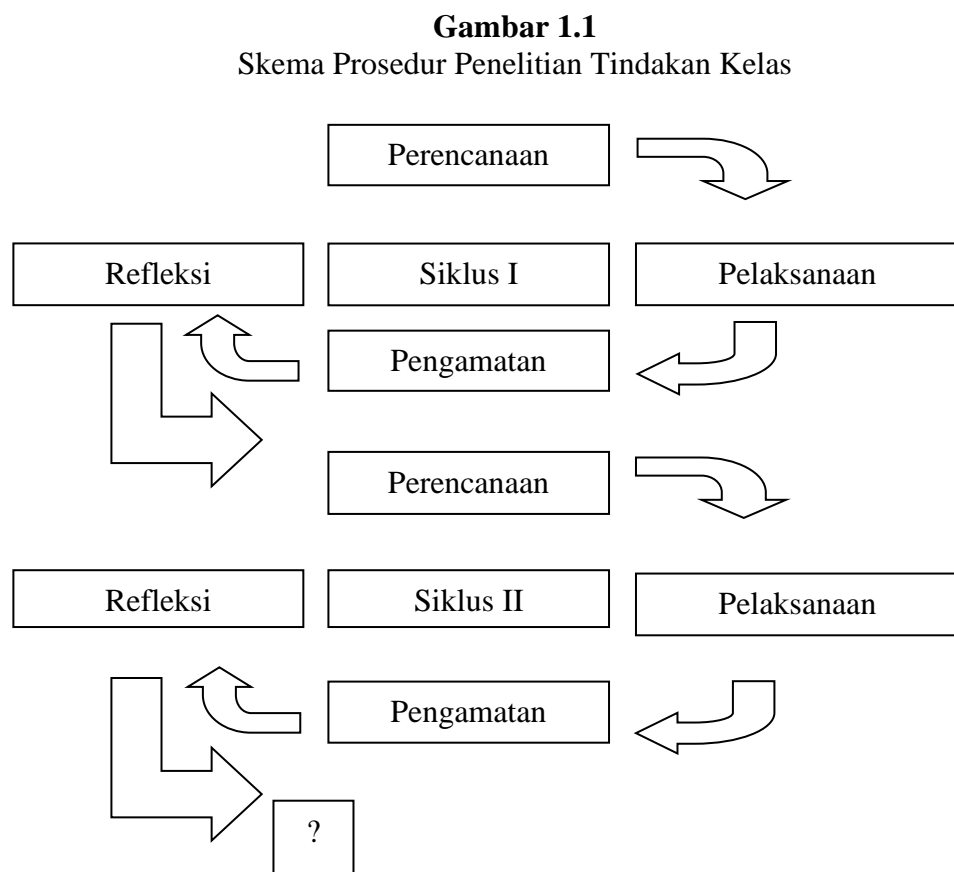 Gambar 1.1
Skema Prosedur Penelitian Tindakan Kelas
Perencanaan
Refleksi
Siklus I
Pelaksanaan
Pengamatan
Perencanaan
Refleksi
Siklus II
Pelaksanaan
Pengamatan
?